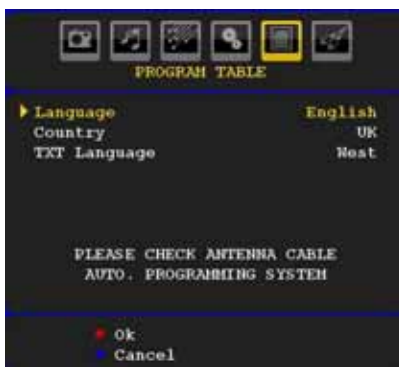 PROGRAM TABLE
Language English
Country UK
TXT Language West
PLEASE CHECK ANTENNA CABLE
AUTO. PROGRAMMING SYSTEM
Ok
Cancel